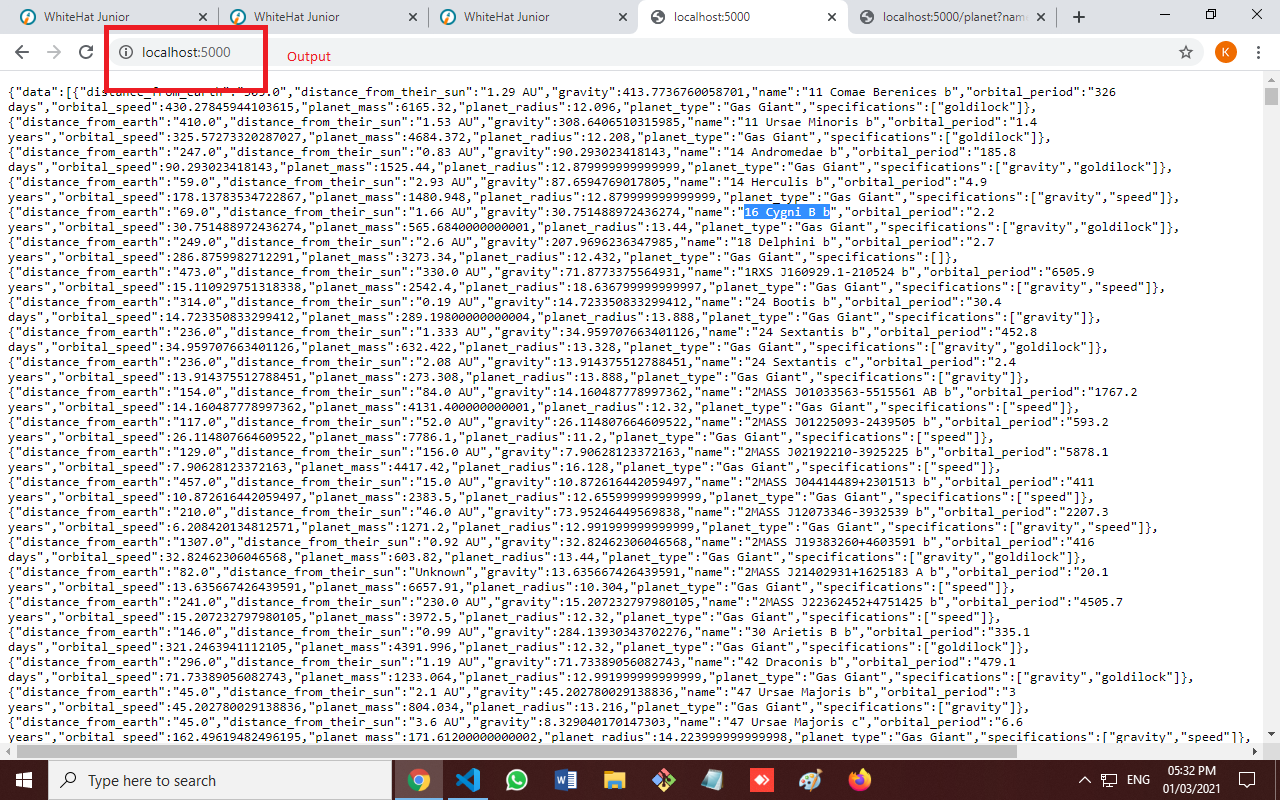 WhiteHat Junior
WhiteHat Junior
WhiteHat Junior
localhost:5000
localhost:5000/planet?nam
localhost:5000
Output
K
{"data":[{"distance_from_earth":"305.0","distance_from_their_sun":"1.29 AU","gravity":413.7736760058701,"name":"11 Comae Berenices b","orbital_period":"326
days","orbital_speed":430.27845944103615,"planet_mass":6165.32,"planet_radius":12.096,"planet_type":"Gas Giant","specifications":["goldilock"]},
{"distance_from_earth":"410.0","distance_from_their_sun":"1.53 AU","gravity":308.6406510315985,"name":"11 Ursae Minoris b","orbital_period":"1.4
years","orbital_speed":325.57273320287027,"planet_mass":4684.372,"planet_radius":12.208,"planet_type":"Gas Giant","specifications":["goldilock"]},
{"distance_from_earth":"247.0","distance_from_their_sun":"0.83 AU","gravity":90.293023418143,"name":"14 Andromedae b","orbital_period":"185.8
days","orbital_speed":90.293023418143,"planet_mass":1525.44,"planet_radius":12.879999999999999,"planet_type":"Gas Giant","specifications":["gravity","goldilock"]},
{"distance_from_earth":"59.0","distance_from_their_sun":"2.93 AU","gravity":87.6594769017805,"name":"14 Herculis b","orbital_period":"4.9
years","orbital_speed":178.13783534722867,"planet_mass":1480.948,"planet_radius":12.879999999999999,"planet_type":"Gas Giant","specifications":["gravity","speed"]},
{"distance_from_earth":"69.0","distance_from_their_sun":"1.66 AU","gravity":30.751488972436274,"name":"16 Cygni B b","orbital_period":"2.2
years","orbital_speed":30.751488972436274,"planet_mass":565.6840000000001,"planet_radius":13.44,"planet_type":"Gas Giant","specifications":["gravity","goldilock"]},
{"distance_from_earth":"249.0","distance_from_their_sun":"2.6 AU","gravity":207.9696236347985,"name":"18 Delphini b","orbital_period":"2.7
years","orbital_speed":286.8759982712291,"planet_mass":3273.34,"planet_radius":12.432,"planet_type":"Gas Giant","specifications":[]},
{"distance_from_earth":"473.0","distance_from_their_sun":"330.0 AU","gravity":71.8773375564931,"name":"1RXS J160929.1-210524 b","orbital_period":"6505.9
years","orbital_speed":15.110929751318338,"planet_mass":2542.4,"planet_radius":18.636799999999997,"planet_type":"Gas Giant","specifications":["gravity","speed"]},
{"distance_from_earth":"314.0","distance_from_their_sun":"0.19 AU","gravity":14.723350833299412,"name":"24 Bootis b","orbital_period":"30.4
days","orbital_speed":14.723350833299412,"planet_mass":289.19800000000004,"planet_radius":13.888,"planet_type":"Gas Giant","specifications":["gravity"]},
{"distance_from_earth":"236.0","distance_from_their_sun":"1.333 AU","gravity":34.959707663401126,"name":"24 Sextantis b","orbital_period":"452.8
days","orbital_speed":34.959707663401126,"planet_mass":632.422,"planet_radius":13.328,"planet_type":"Gas Giant","specifications":["gravity","goldilock"]},
{"distance_from_earth":"236.0","distance_from_their_sun":"2.08 AU","gravity":13.914375512788451,"name":"24 Sextantis c","orbital_period":"2.4
years","orbital_speed":13.914375512788451,"planet_mass":273.308,"planet_radius":13.888,"planet_type":"Gas Giant","specifications":["gravity"]},
{"distance_from_earth":"154.0","distance_from_their_sun":"84.0 AU","gravity":14.160487778997362,"name":"2MASS J01033563-5515561 AB b","orbital_period":"1767.2
years","orbital_speed":14.160487778997362,"planet_mass":4131.400000000001,"planet_radius":12.32,"planet_type":"Gas Giant","specifications":["speed"]},
{"distance_from_earth":"117.0","distance_from_their_sun":"52.0 AU","gravity":26.114807664609522,"name":"2MASS J01225093-2439505 b","orbital_period":"593.2
years","orbital_speed":26.114807664609522,"planet_mass":7786.1,"planet_radius":11.2,"planet_type":"Gas Giant","specifications":["speed"]},
{"distance_from_earth":"129.0","distance_from_their_sun":"156.0 AU","gravity":7.90628123372163,"name":"2MASS J02192210-3925225 b","orbital_period":"5878.1
years","orbital_speed":7.90628123372163,"planet_mass":4417.42,"planet_radius":16.128,"planet_type":"Gas Giant","specifications":["speed"]},
{"distance_from_earth":"457.0","distance_from_their_sun":"15.0 AU","gravity":10.872616442059497,"name":"2MASS J04414489+2301513 b","orbital_period":"411
years","orbital_speed":10.872616442059497,"planet_mass":2383.5,"planet_radius":12.655999999999999,"planet_type":"Gas Giant","specifications":["speed"]},
{"distance_from_earth":"210.0","distance_from_their_sun":"46.0 AU","gravity":73.95246449569838,"name":"2MASS J12073346-3932539 b","orbital_period":"2207.3
years","orbital_speed":6.208420134812571,"planet_mass":1271.2,"planet_radius":12.991999999999999,"planet_type":"Gas Giant","specifications":["gravity","speed"]},
{"distance_from_earth":"1307.0","distance_from_their_sun":"0.92 AU","gravity":32.82462306046568,"name":"2MASS J19383260+4603591 b","orbital_period":"416
days","orbital_speed":32.82462306046568,"planet_mass":603.82,"planet_radius":13.44,"planet_type":"Gas Giant","specifications":["gravity","goldilock"]},
{"distance_from_earth":"82.0","distance_from_their_sun":"Unknown","gravity":13.635667426439591,"name":"2MASS J21402931+1625183 A b","orbital_period":"20.1
years","orbital_speed":13.635667426439591,"planet_mass":6657.91,"planet_radius":10.304,"planet_type":"Gas Giant","specifications":["speed"]},
{"distance_from_earth":"241.0","distance_from_their_sun":"230.0 AU","gravity":15.207232797980105,"name":"2MASS J22362452+4751425 b","orbital_period":"4505.7
years","orbital_speed":15.207232797980105,"planet_mass":3972.5,"planet_radius":12.32,"planet_type":"Gas Giant","specifications":["speed"]},
{"distance_from_earth":"146.0","distance_from_their_sun":"0.99 AU","gravity":284.13930343702276,"name":"30 Arietis B b","orbital_period":"335.1
days","orbital_speed":321.2463941112105,"planet_mass":4391.996,"planet_radius":12.32,"planet_type":"Gas Giant","specifications":["goldilock"]},
{"distance_from_earth":"296.0","distance_from_their_sun":"1.19 AU","gravity":71.73389056082743,"name":"42 Draconis b","orbital_period":"479.1
days","orbital_speed":71.73389056082743,"planet_mass":1233.064,"planet_radius":12.991999999999999,"planet_type":"Gas Giant","specifications":["gravity","goldilock"]},
{"distance_from_earth":"45.0","distance_from_their_sun":"2.1 AU","gravity":45.202780029138836,"name":"47 Ursae Majoris b","orbital_period":"3
years","orbital_speed":45.202780029138836,"planet_mass":804.034,"planet_radius":13.216,"planet_type":"Gas Giant","specifications":["gravity"]},
{"distance_from_earth":"45.0","distance_from_their_sun":"3.6 AU","gravity":8.329040170147303,"name":"47 Ursae Majoris c","orbital_period":"6.6
years","orbital_speed":162.49619482496195,"planet_mass":171.61200000000002,"planet_radius":14.223999999999998,"planet_type":"Gas Giant","specifications":["gravity","speed"]},
Type here to search
ENG
05:32 PM
01/03/2021